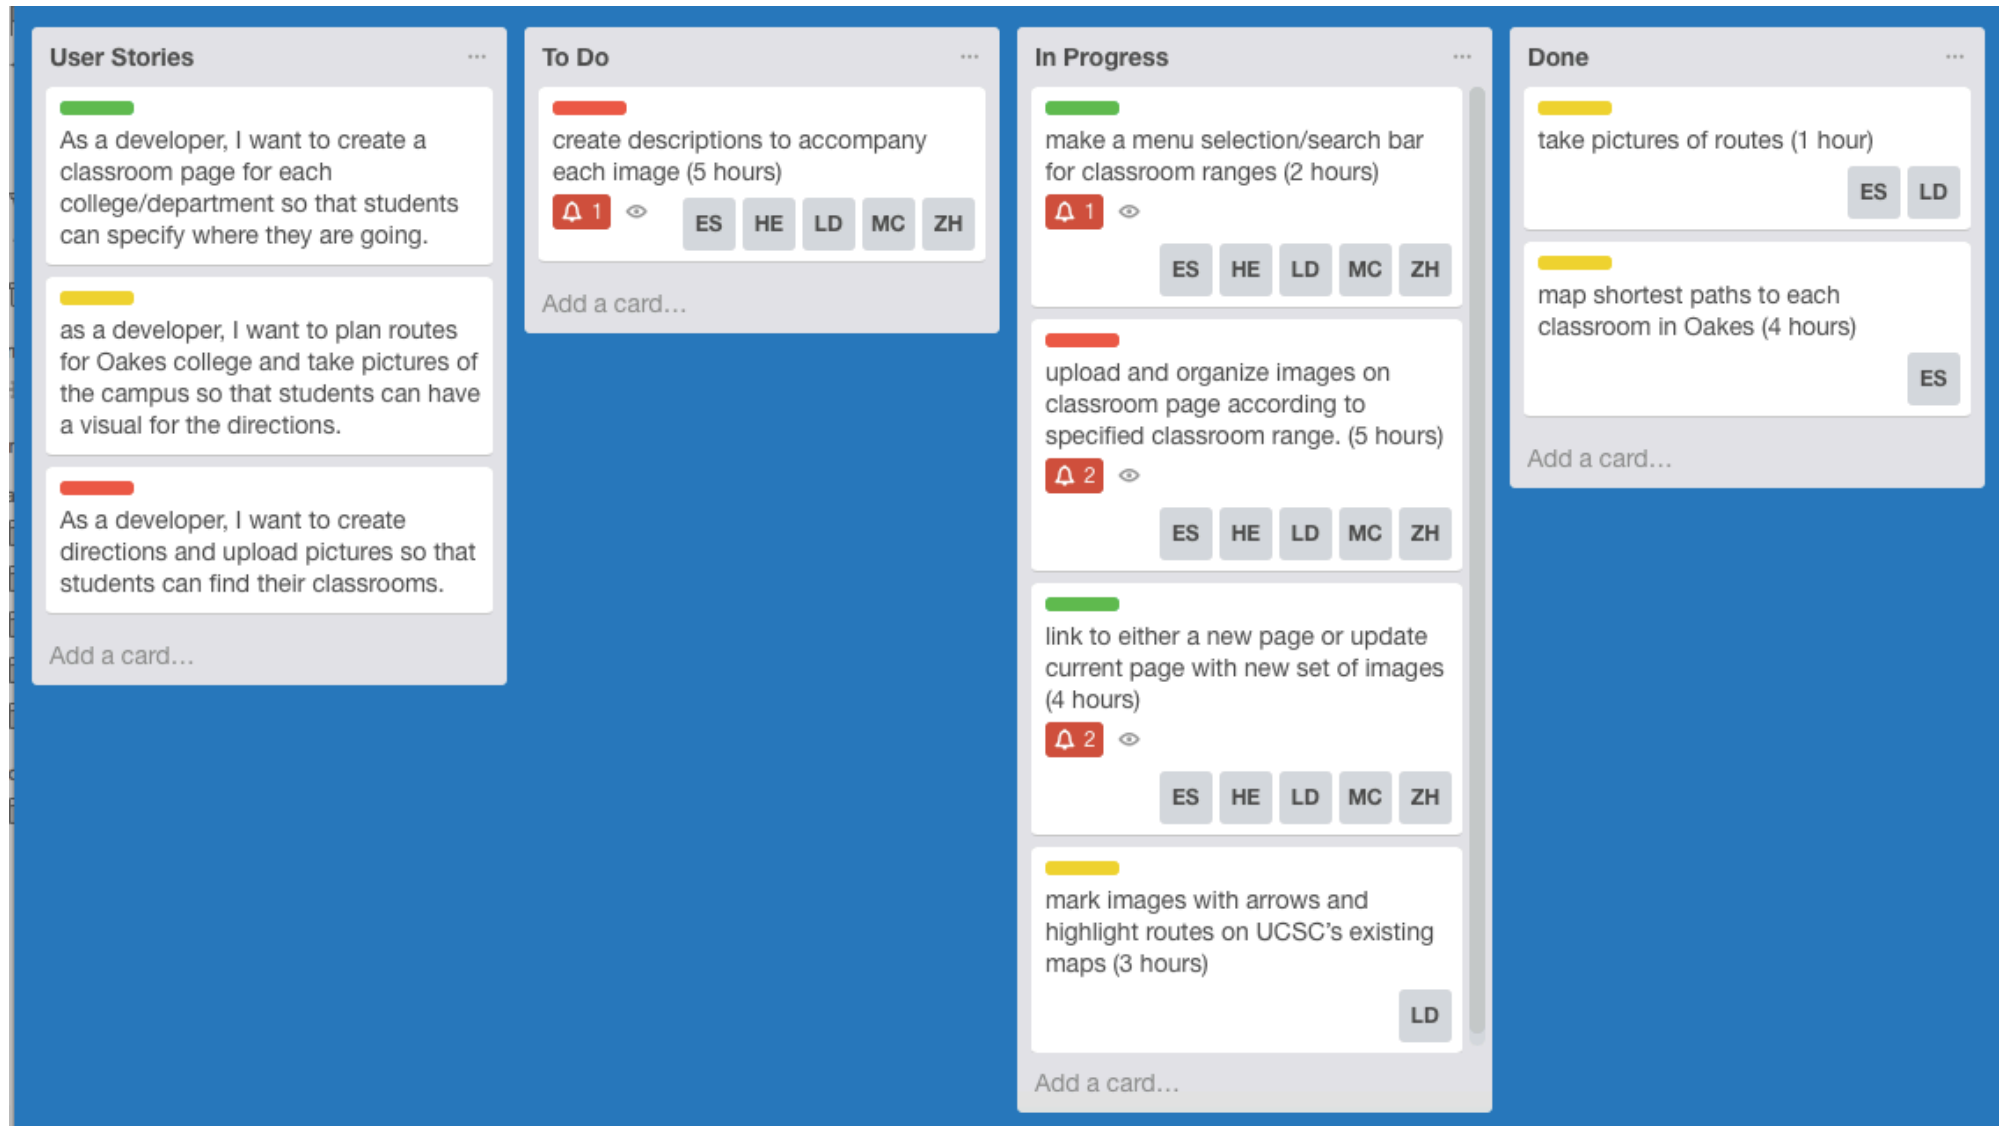 User Stories
As a developer, I want to create a
classroom page for each
college/department so that students
can specify where they are going.
as a developer, I want to plan routes
for Oakes college and take pictures of
the campus so that students can have
a visual for the directions.
As a developer, I want to create
directions and upload pictures so that
students can find their classrooms.
Add a card…
To Do
create descriptions to accompany
each image (5 hours)
1
ES HE LD MC ZH
Add a card…
In Progress
make a menu selection/search bar
for classroom ranges (2 hours)
1
ES HE LD MC ZH
upload and organize images on
classroom page according to
specified classroom range. (5 hours)
2
ES HE LD MC ZH
link to either a new page or update
current page with new set of images
(4 hours)
2
ES HE LD MC ZH
mark images with arrows and
highlight routes on UCSC’s existing
maps (3 hours)
LD
Add a card…
Done
take pictures of routes (1 hour)
ES LD
map shortest paths to each
classroom in Oakes (4 hours)
ES
Add a card…